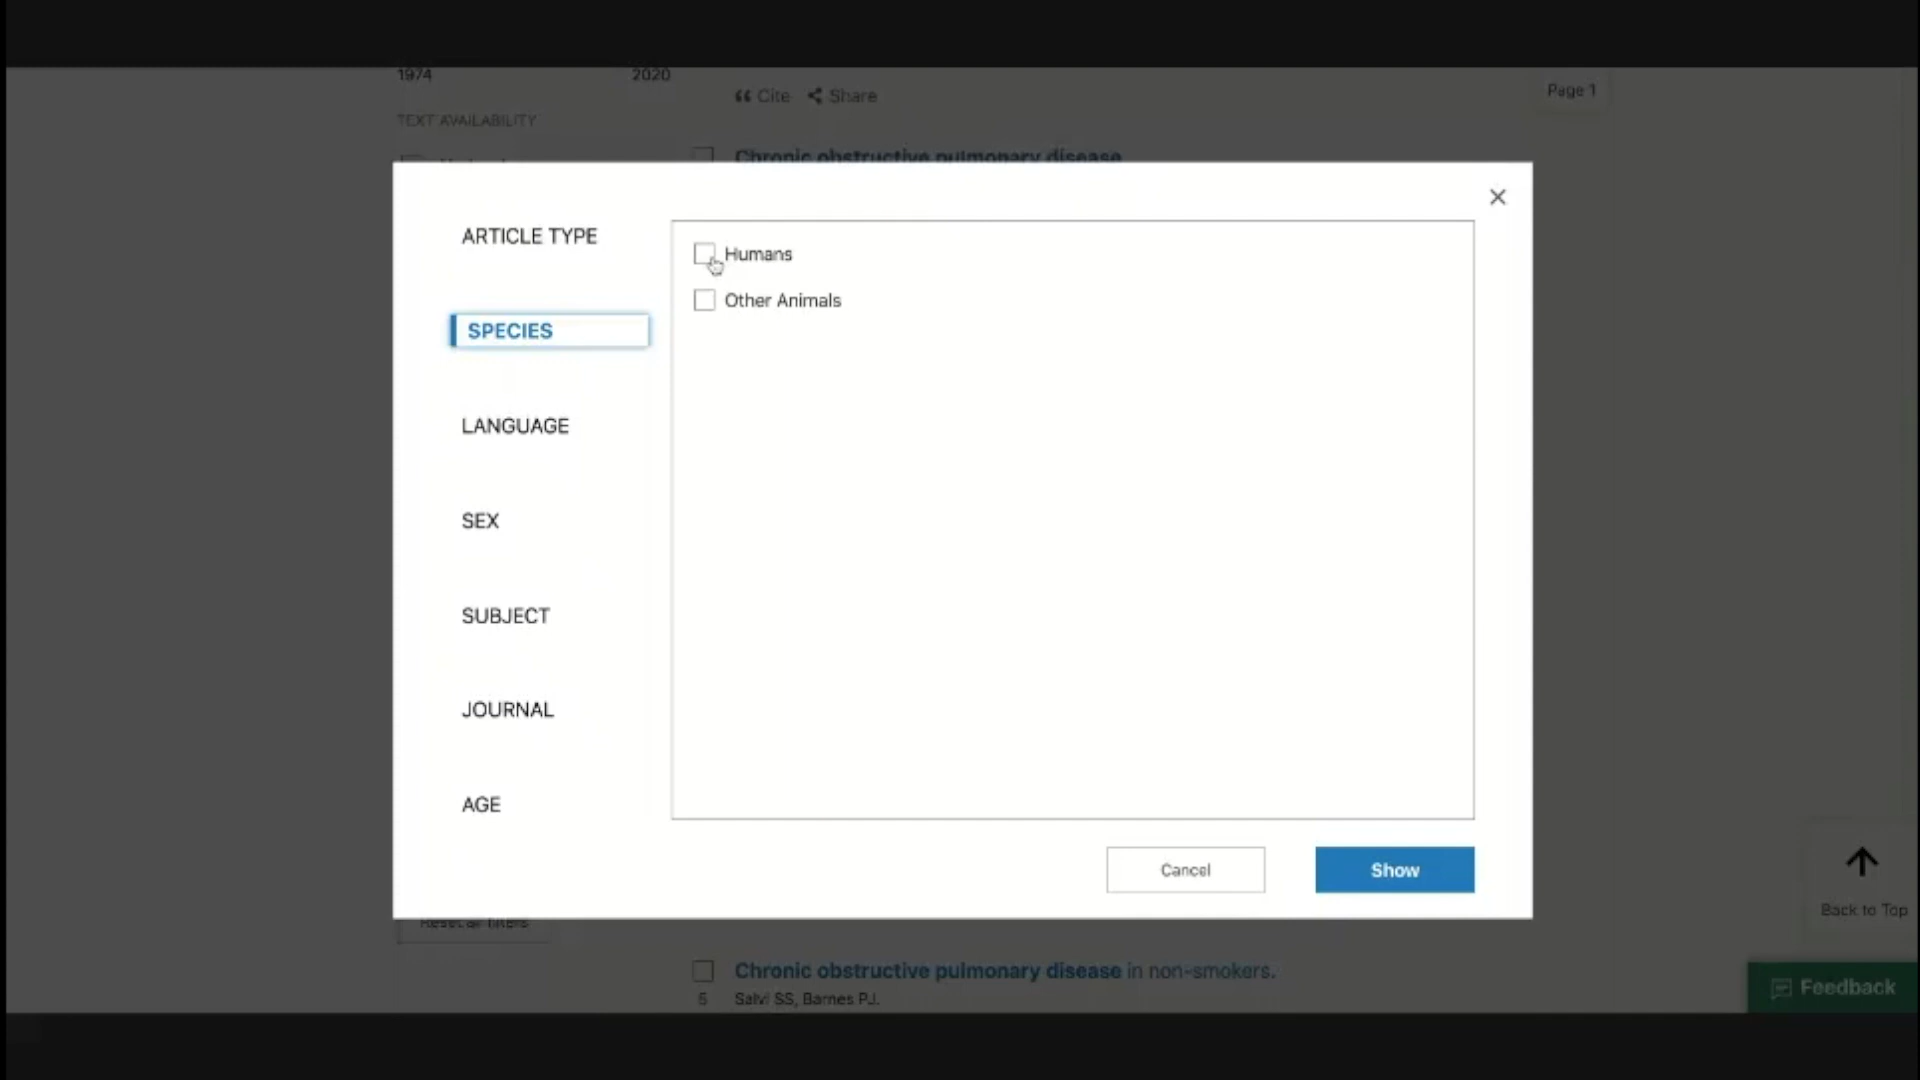 1974 2020
Cite Share
Page 1
TEXT AVAILABILITY
Chronic obstructive pulmonary disease
ARTICLE TYPE
SPECIES
LANGUAGE
SEX
SUBJECT
JOURNAL
AGE
Humans
Other Animals
Cancel
Show
Back to Top
Chronic obstructive pulmonary disease in non-smokers.
5 Salvi SS, Barnes PJ.
Feedback